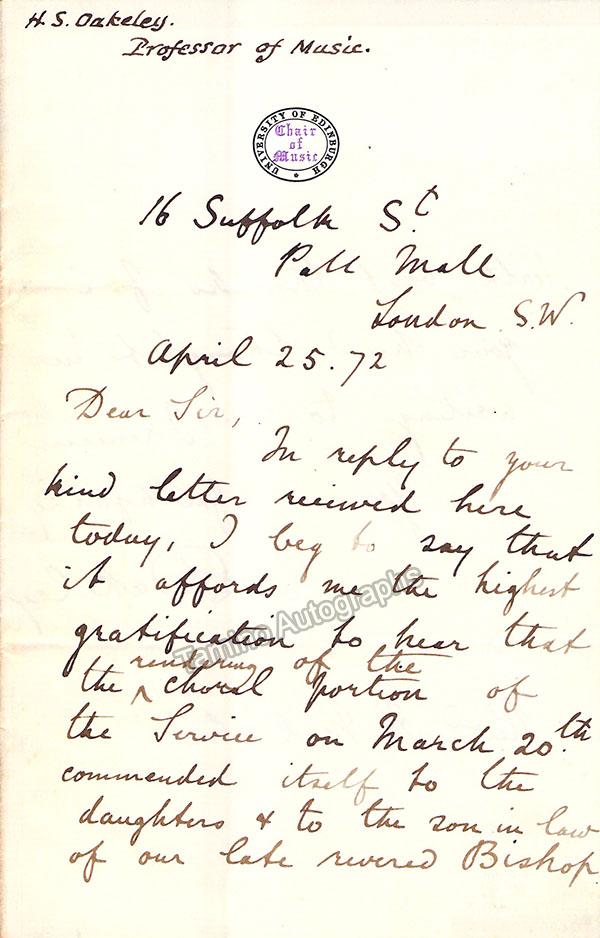 H. S. Oakeley.
Professor of Music.
UNIVERSITY OF EDINBURGH
Chair
of
Music
16 Suffolk St
Pall Mall
London S.W.
April 25. 72
Dear Sir,
In reply to your
kind letter received here
today, I beg to say that
it affords me the highest
gratification to hear that
rendering of the
the ^ choral portion of
the Service on March 20th
commended itself to the
daughters & to the son in law
of our late revered Bishop.
Tamino Autographs